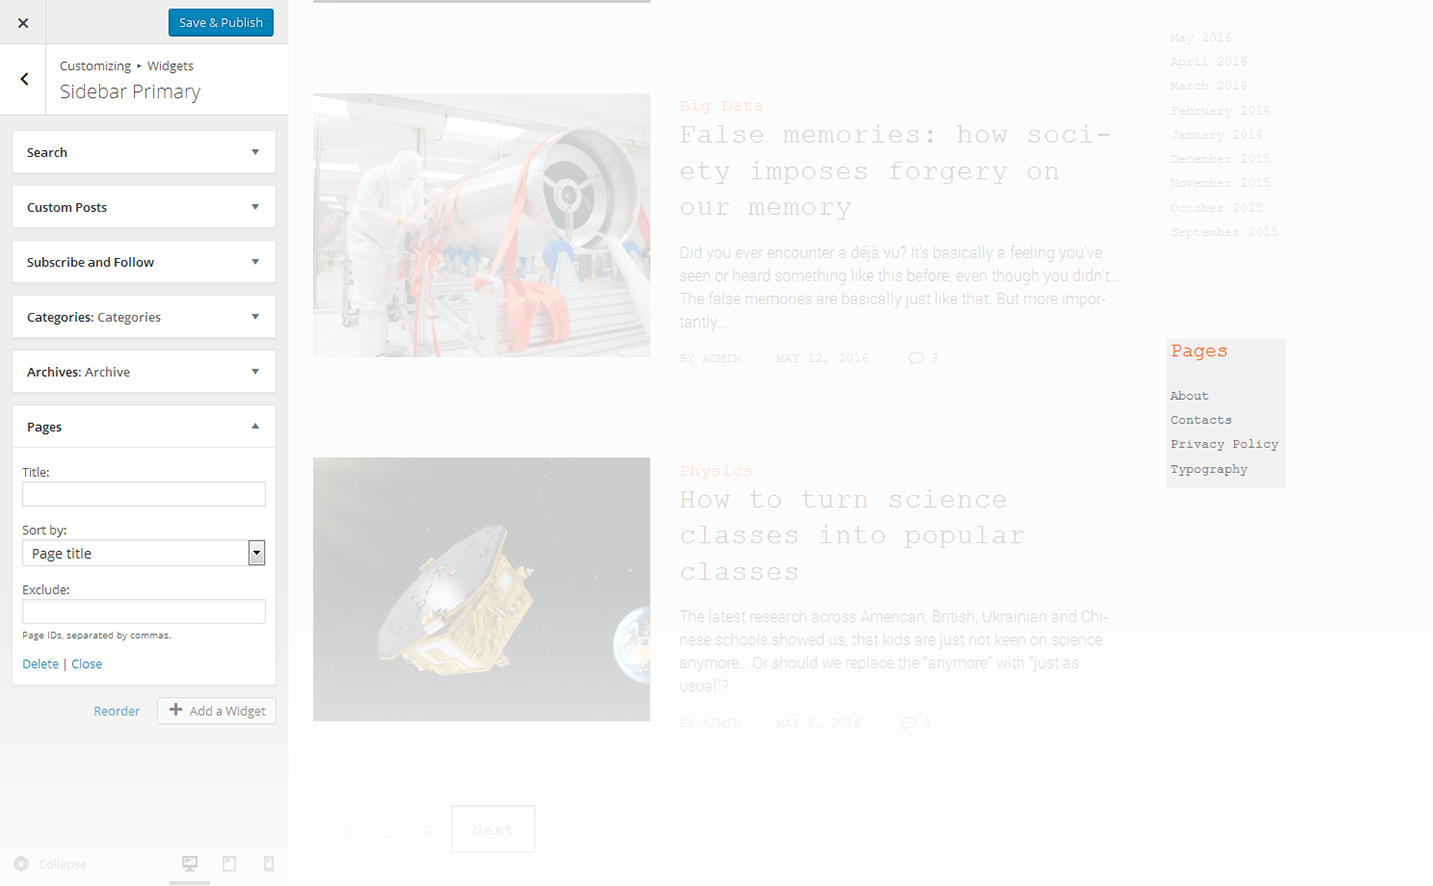 Save & Publish
Customizing ▸ Widgets
Sidebar Primary
Search
Custom Posts
Subscribe and Follow
Categories: Categories
Archives: Archive
Pages
Title:
Sort by:
Page title
Exclude:
Page IDs, separated by commas.
Delete | Close
Reorder
Add a Widget
Collapse
Big Data
False memories: how soci-
ety imposes forgery on
our memory
Did you ever encounter a déjà vu? It's basically a feeling you've
seen or heard something like this before, even though you didn't...
The false memories are basically just like that. But more impor-
tantly...
BY ADMIN MAY 12, 2016 3
Physics
How to turn science
classes into popular
classes
The latest research across American, British, Ukrainian and Chi-
nese schools showed us, that kids are just not keen on science
anymore... Or should we replace the “anymore” with “just as
usual”?
BY ADMIN MAY 8, 2016 0
1 2 … 6 Next
May 2016
April 2016
March 2016
February 2016
January 2016
December 2015
November 2015
October 2015
September 2015
Pages
About
Contacts
Privacy Policy
Typography